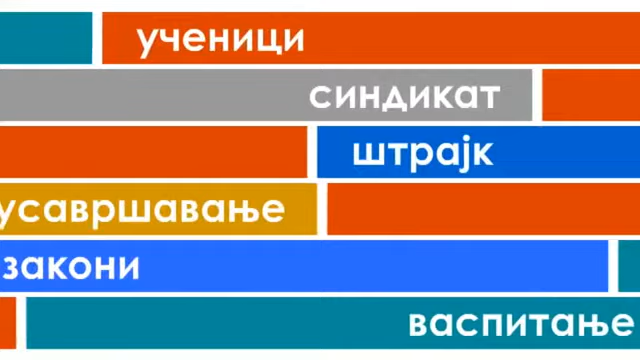 ученици
синдикат
штрајк
усавршавање
закони
васпитање